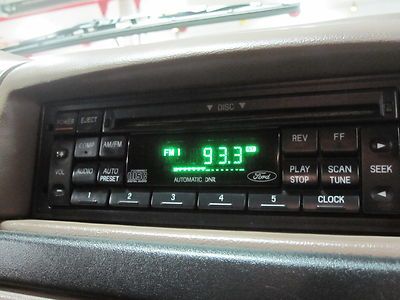 ▼ DISC ▼
POWER EJECT
REV FF
COMP AM/FM
FM 1 93.3
VOL
AUDIO AUTO PRESET
disc
AUTOMATIC DNR
Ford
PLAY STOP
SCAN TUNE
SEEK
1 2 3 4 5 CLOCK